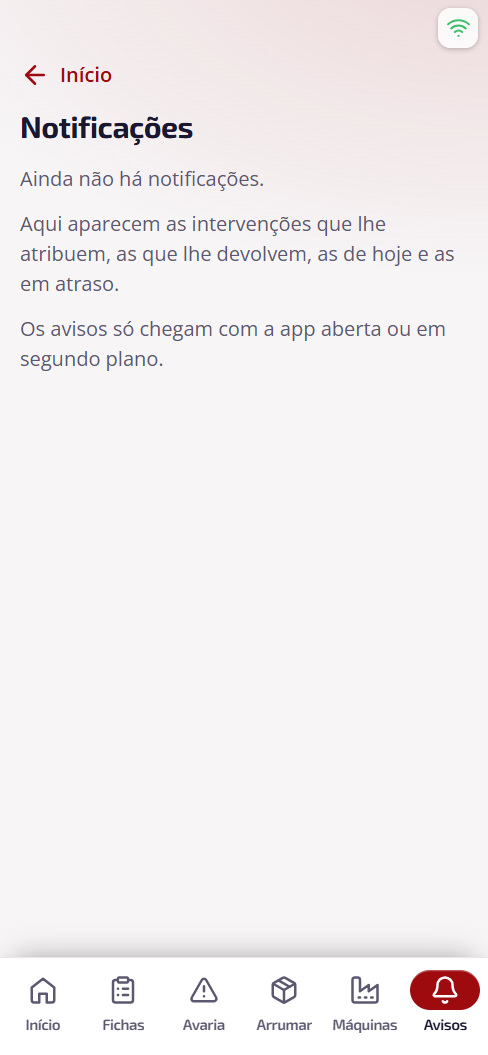 Início
Notificações
Ainda não há notificações.
Aqui aparecem as intervenções que lhe
atribuem, as que lhe devolvem, as de hoje e as
em atraso.
Os avisos só chegam com a app aberta ou em
segundo plano.
Início
Fichas
Avaria
Arrumar
Máquinas
Avisos